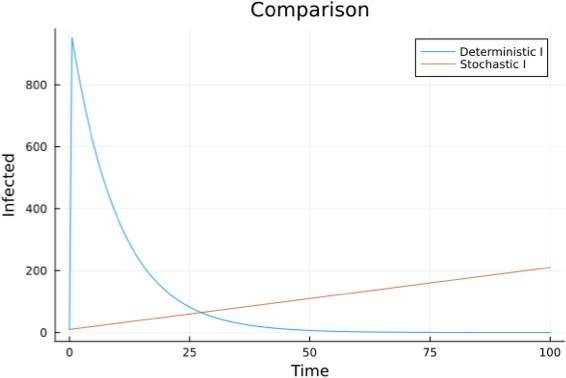 Comparison
Deterministic I
Stochastic I
Infected
800
600
400
200
0
0 25 50 75 100
Time